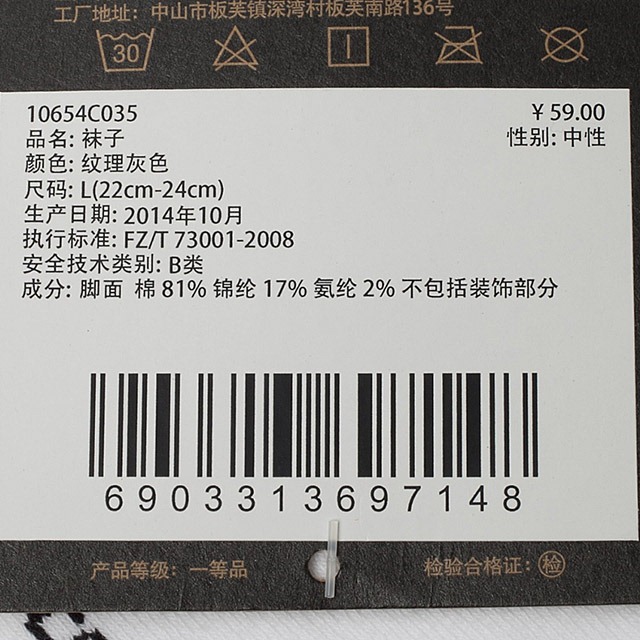 工厂地址: 中山市板芙镇深湾村板芙南路136号
30
10654C035 ¥ 59.00
品名: 袜子 性别: 中性
颜色: 纹理灰色
尺码: L(22cm-24cm)
生产日期: 2014年10月
执行标准: FZ/T 73001-2008
安全技术类别: B类
成分: 脚面 棉 81% 锦纶 17% 氨纶 2% 不包括装饰部分
6903313697148
产品等级: 一等品 检验合格证: 检